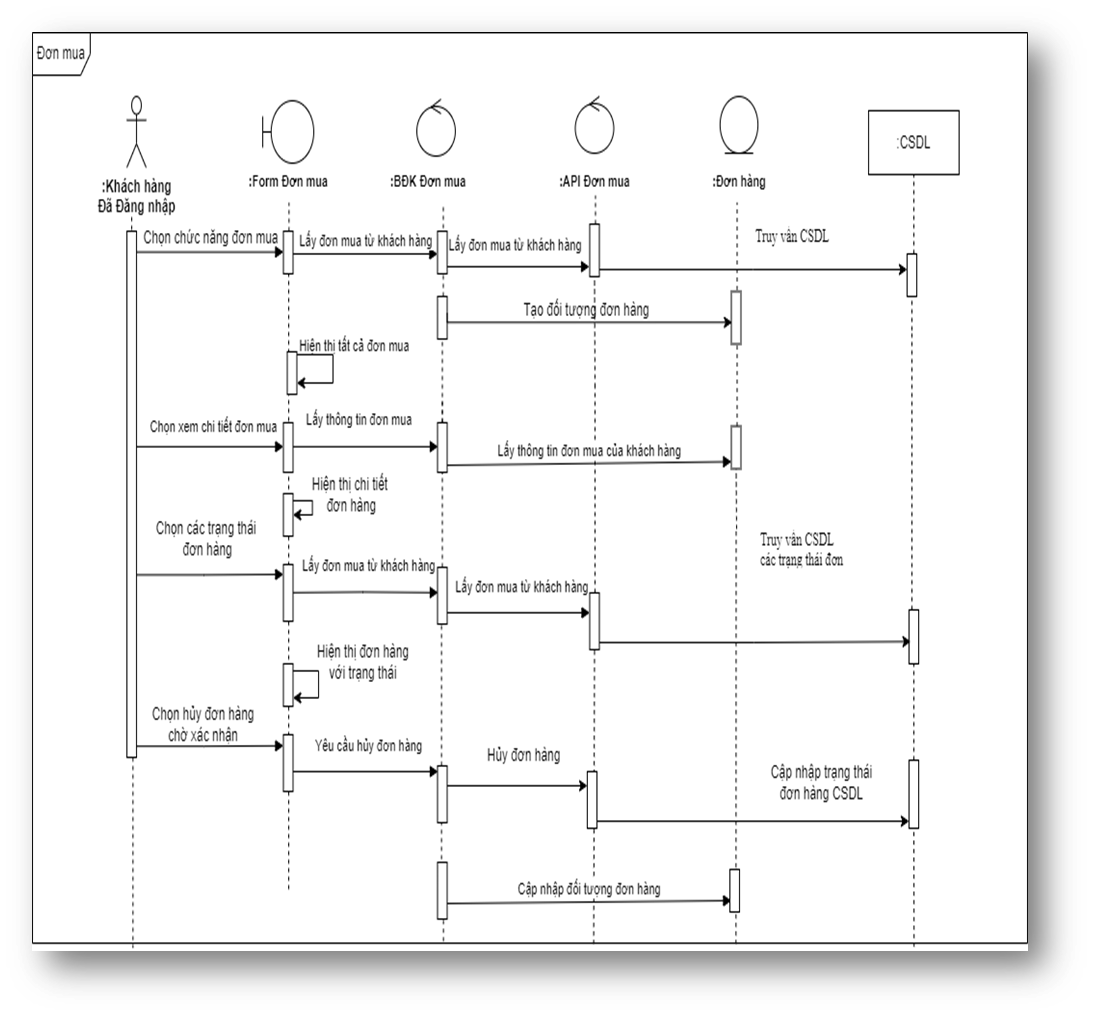 Đơn mua
:Khách hàng
Đã Đăng nhập
:Form Đơn mua
:BĐK Đơn mua
:API Đơn mua
:Đơn hàng
:CSDL
Chọn chức năng đơn mua
Lấy đơn mua từ khách hàng
Lấy đơn mua từ khách hàng
Truy vấn CSDL
Tạo đối tượng đơn hàng
Hiện thị tất cả đơn mua
Chọn xem chi tiết đơn mua
Lấy thông tin đơn mua
Lấy thông tin đơn mua của khách hàng
Hiện thị chi tiết
đơn hàng
Chọn các trạng thái
đơn hàng
Lấy đơn mua từ khách hàng
Lấy đơn mua từ khách hàng
Truy vấn CSDL
các trạng thái đơn
Hiện thị đơn hàng
với trạng thái
Chọn hủy đơn hàng
chờ xác nhận
Yêu cầu hủy đơn hàng
Hủy đơn hàng
Cập nhập trạng thái
đơn hàng CSDL
Cập nhập đối tượng đơn hàng